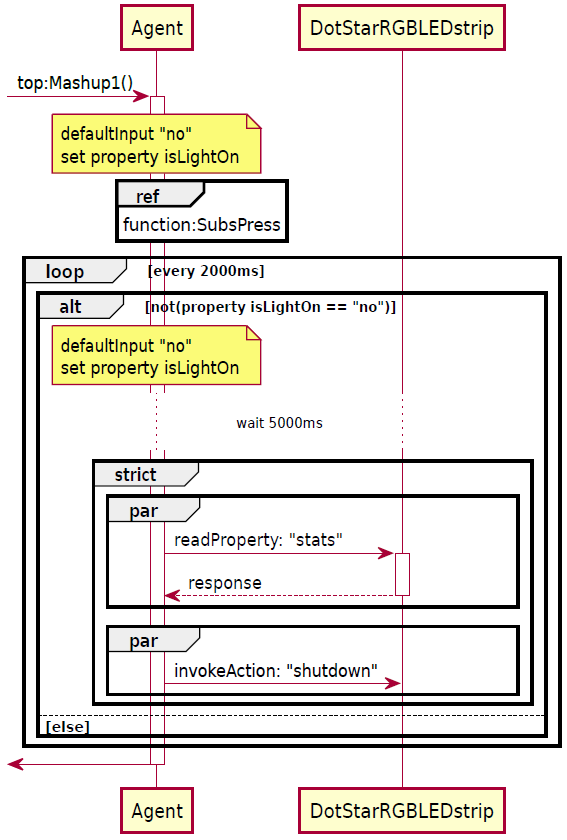 Agent
DotStarRGBLEDstrip
top:Mashup1()
defaultInput "no"
set property isLightOn
ref
function:SubsPress
loop
[every 2000ms]
alt
[not(property isLightOn == "no")]
defaultInput "no"
set property isLightOn
wait 5000ms
strict
par
readProperty: "stats"
response
par
invokeAction: "shutdown"
[else]
Agent
DotStarRGBLEDstrip